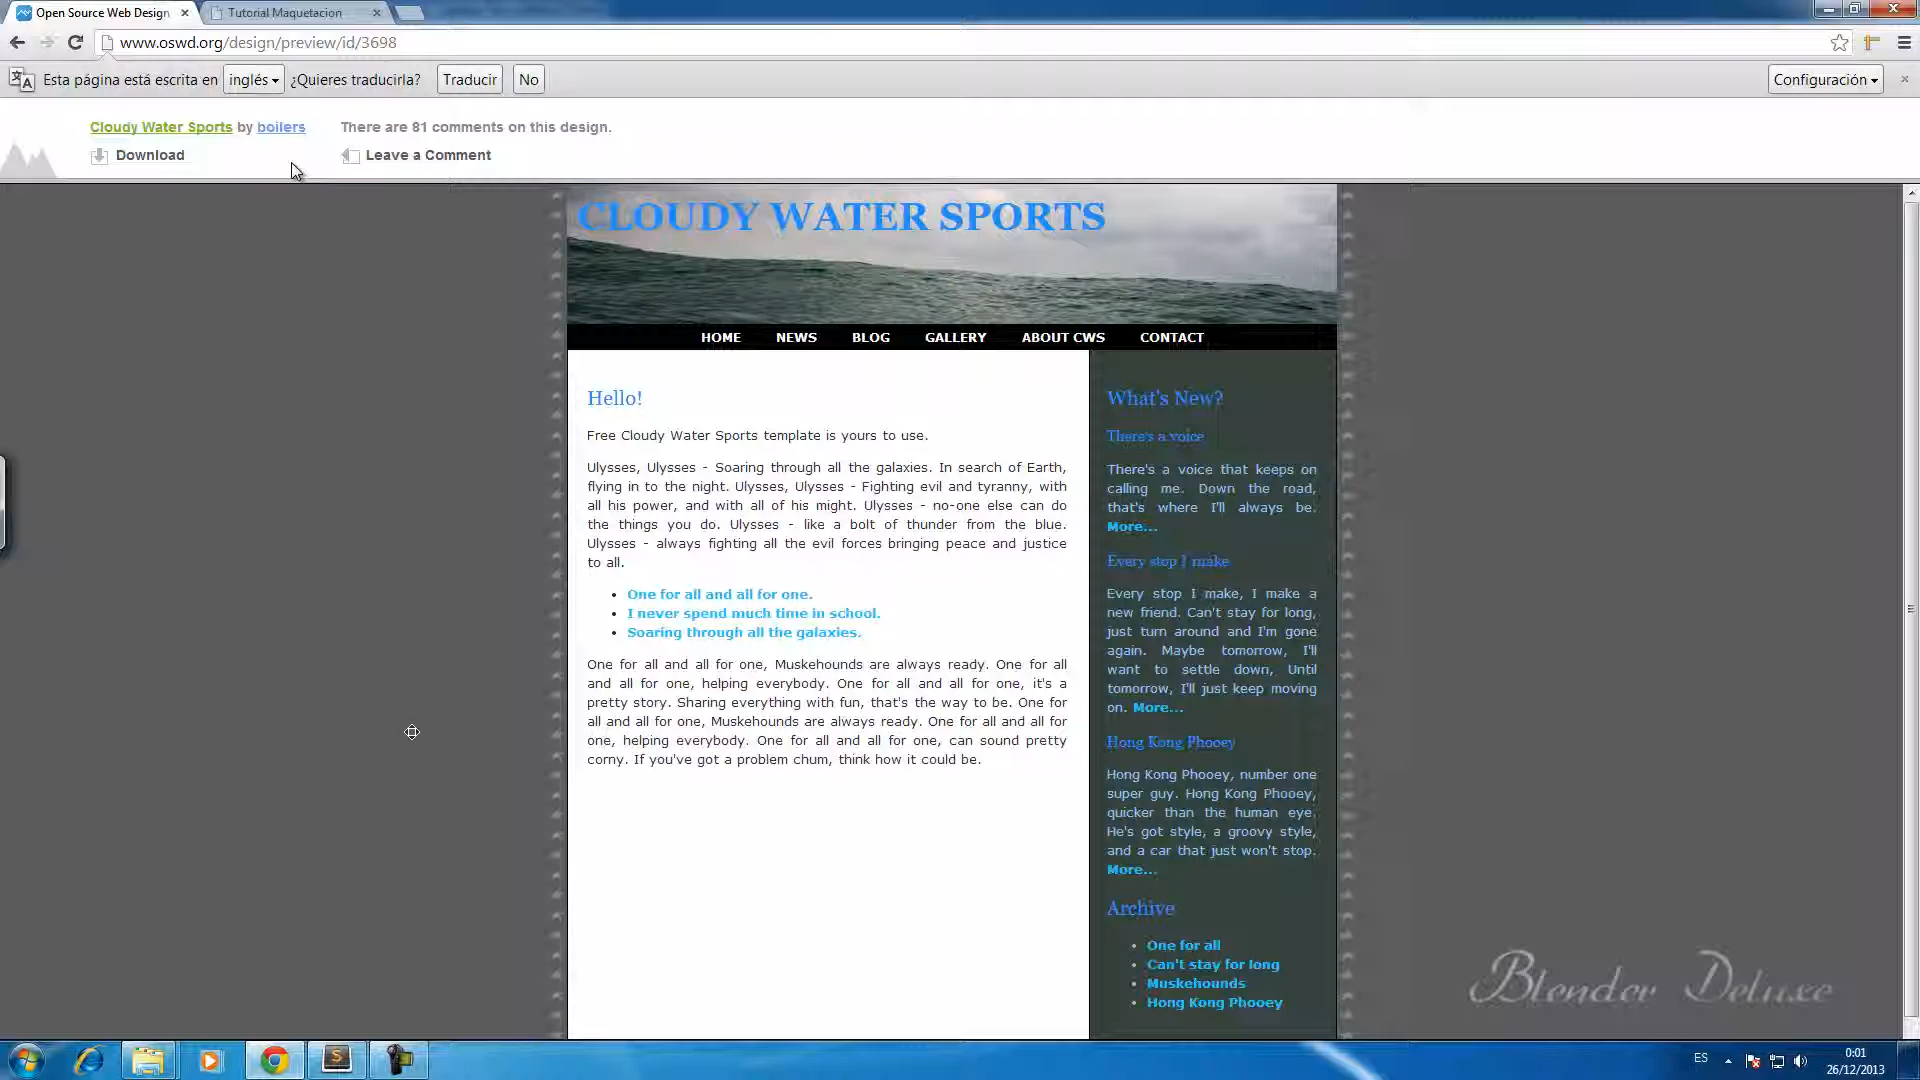 Open Source Web Design
Tutorial Maquetacion
www.oswd.org/design/preview/id/3698
Esta página está escrita en inglés ¿Quieres traducirla? Traducir No Configuración
Cloudy Water Sports by boilers
There are 81 comments on this design.
Download
Leave a Comment
CLOUDY WATER SPORTS
HOME NEWS BLOG GALLERY ABOUT CWS CONTACT
Hello!
Free Cloudy Water Sports template is yours to use.
Ulysses, Ulysses - Soaring through all the galaxies. In search of Earth,
flying in to the night. Ulysses, Ulysses - Fighting evil and tyranny, with
all his power, and with all of his might. Ulysses - no-one else can do
the things you do. Ulysses - like a bolt of thunder from the blue.
Ulysses - always fighting all the evil forces bringing peace and justice
to all.
One for all and all for one.
I never spend much time in school.
Soaring through all the galaxies.
One for all and all for one, Muskehounds are always ready. One for all
and all for one, helping everybody. One for all and all for one, it's a
pretty story. Sharing everything with fun, that's the way to be. One for
all and all for one, Muskehounds are always ready. One for all and all for
one, helping everybody. One for all and all for one, can sound pretty
corny. If you've got a problem chum, think how it could be.
What's New?
There's a voice
There's a voice that keeps on
calling me. Down the road,
that's where I'll always be.
More...
Every stop I make
Every stop I make, I make a
new friend. Can't stay for long,
just turn around and I'm gone
again. Maybe tomorrow, I'll
want to settle down, Until
tomorrow, I'll just keep moving
on. More...
Hong Kong Phooey
Hong Kong Phooey, number one
super guy. Hong Kong Phooey,
quicker than the human eye.
He's got style, a groovy style,
and a car that just won't stop.
More...
Archive
One for all
Can't stay for long
Muskehounds
Hong Kong Phooey
Blender Deluxe
ES
0:01
26/12/2013